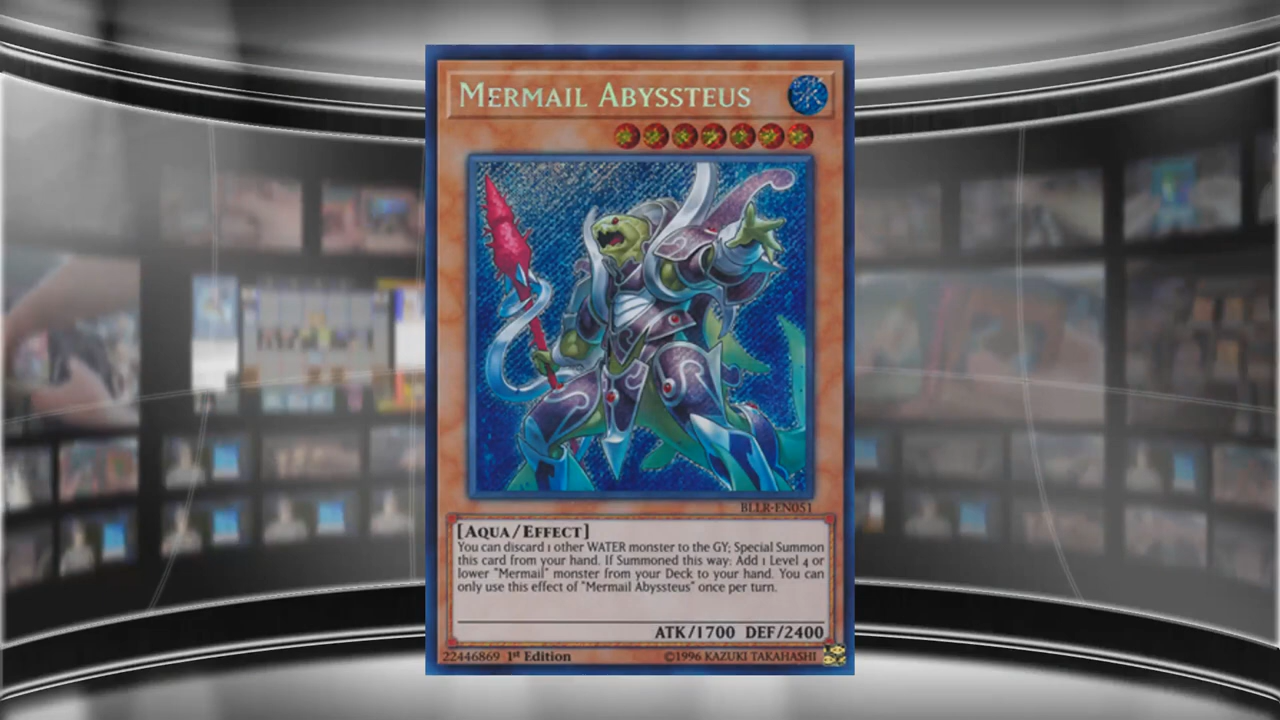 MERMAIL ABYSSTEUS
水
BLLR-EN051
[AQUA/EFFECT]
You can discard 1 other WATER monster to the GY; Special Summon
this card from your hand. If Summoned this way: Add 1 Level 4 or
lower "Mermail" monster from your Deck to your hand. You can
only use this effect of "Mermail Abyssteus" once per turn.
ATK/1700 DEF/2400
22446869 1st Edition ©1996 KAZUKI TAKAHASHI